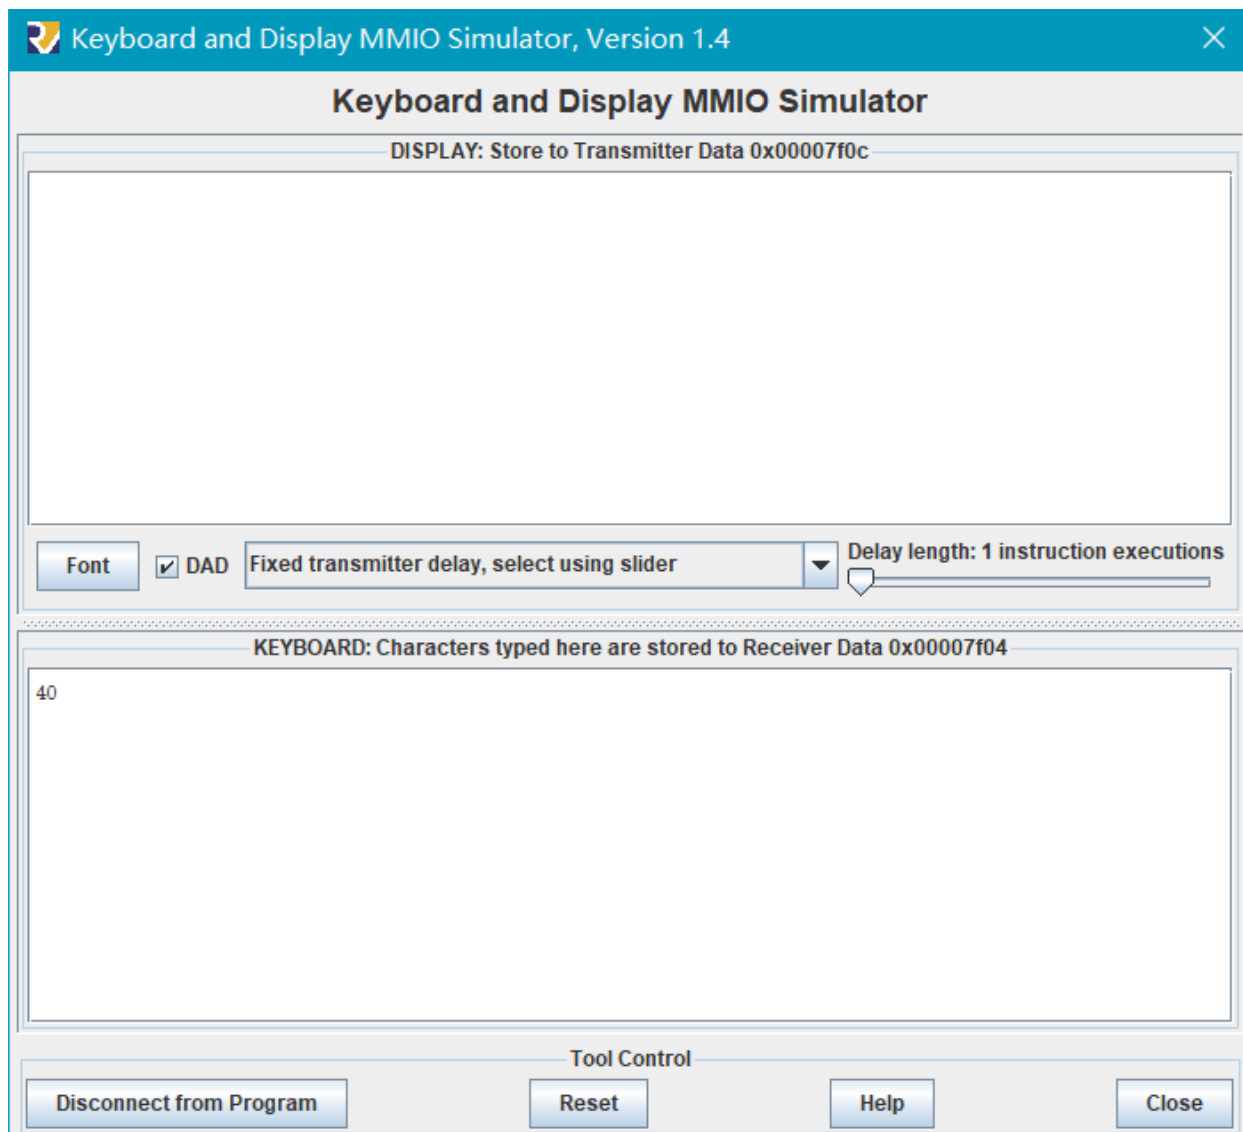 Keyboard and Display MMIO Simulator, Version 1.4
Keyboard and Display MMIO Simulator
DISPLAY: Store to Transmitter Data 0x00007f0c
Font
DAD
Fixed transmitter delay, select using slider
Delay length: 1 instruction executions
KEYBOARD: Characters typed here are stored to Receiver Data 0x00007f04
40
Tool Control
Disconnect from Program
Reset
Help
Close